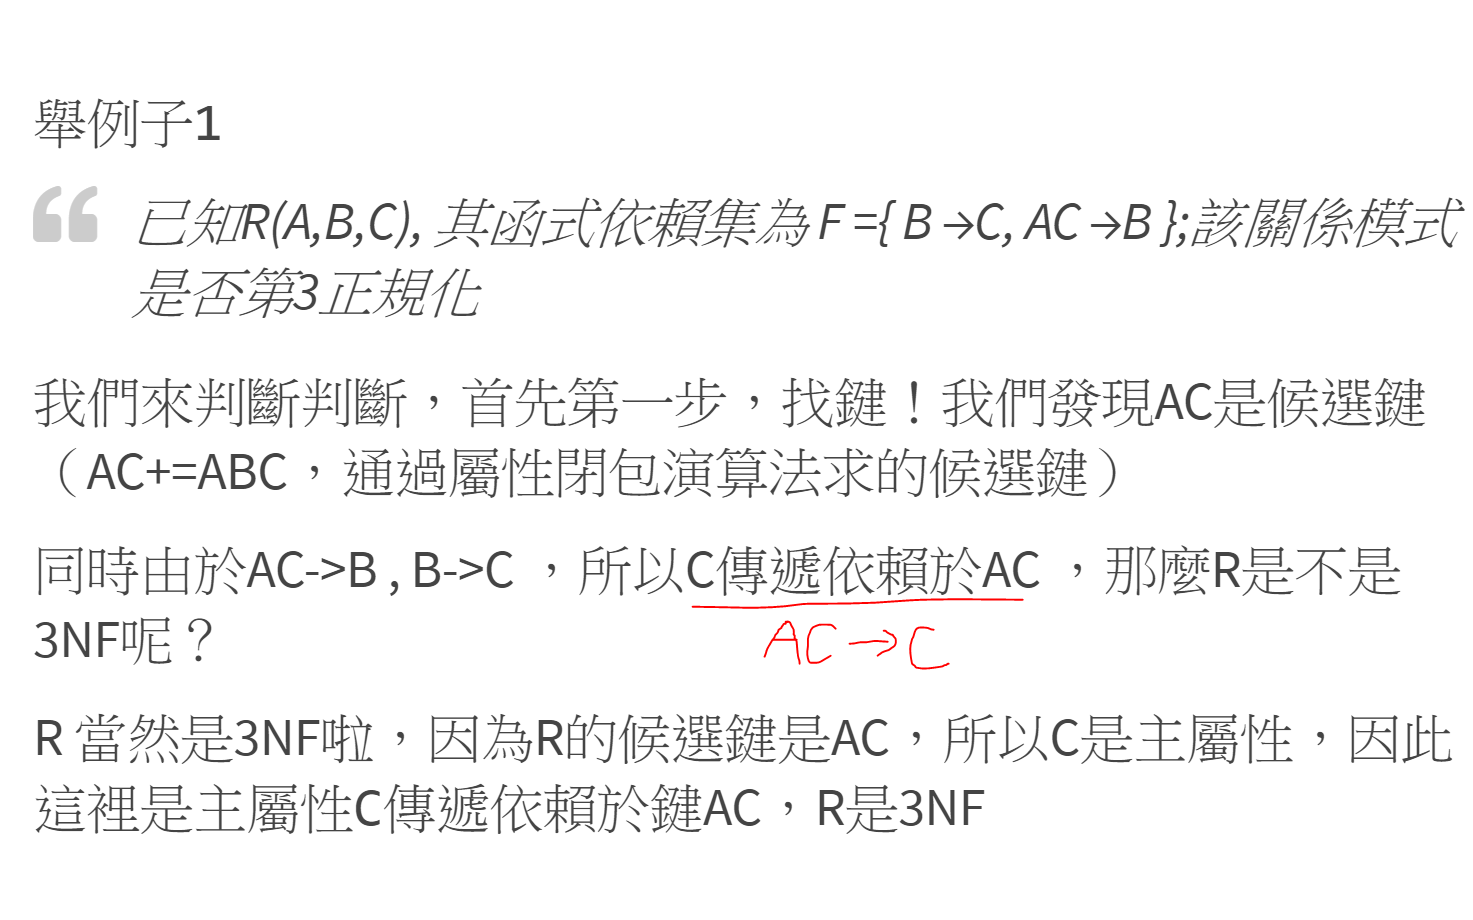 舉例子1
已知R(A,B,C), 其函式依賴集為 F ={ B →C, AC →B };該關係模式
是否第3正規化
我們來判斷判斷，首先第一步，找鍵！我們發現AC是候選鍵
（AC+=ABC，通過屬性閉包演算法求的候選鍵）
同時由於AC->B , B->C ，所以C傳遞依賴於AC ，那麼R是不是
AC→C
3NF呢？
R 當然是3NF啦，因為R的候選鍵是AC，所以C是主屬性，因此
這裡是主屬性C傳遞依賴於鍵AC，R是3NF